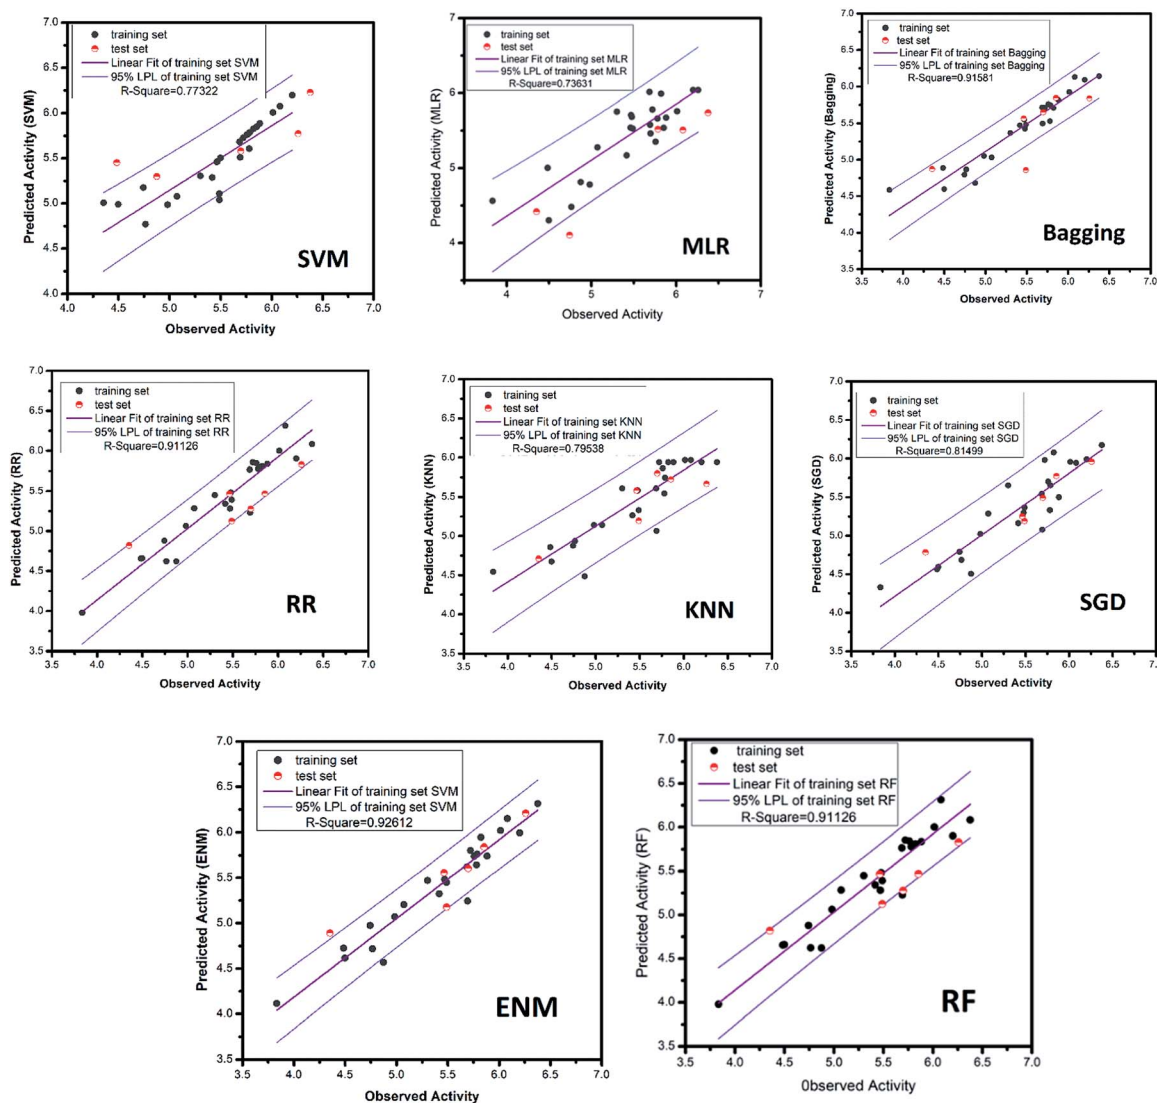 training set
test set
Linear Fit of training set SVM
95% LPL of training set SVM
R-Square=0.77322
Predicted Activity (SVM)
7.0
6.5
6.0
5.5
5.0
4.5
4.0
4.0 4.5 5.0 5.5 6.0 6.5 7.0
Observed Activity
SVM
training set
test set
Linear Fit of training set MLR
95% LPL of training set MLR
R-Square=0.73631
Predicted Activity (MLR)
7
6
5
4
4 5 6 7
Observed Activity
MLR
training set
test set
Linear Fit of training set Bagging
95% LPL of training set Bagging
R-Square=0.91581
Predicted Activity (Bagging)
7.0
6.5
6.0
5.5
5.0
4.5
4.0
3.5
3.5 4.0 4.5 5.0 5.5 6.0 6.5 7.0
Observed Activity
Bagging
training set
test set
Linear Fit of training set RR
95% LPL of training set RR
R-Square=0.91126
Predicted Activity (RR)
7.0
6.5
6.0
5.5
5.0
4.5
4.0
3.5
3.5 4.0 4.5 5.0 5.5 6.0 6.5 7.0
Observed Activity
RR
training set
test set
Linear Fit of training set KNN
95% LPL of training set KNN
R-Square=0.79538
Predicted Activity (KNN)
7.0
6.5
6.0
5.5
5.0
4.5
4.0
3.5
3.5 4.0 4.5 5.0 5.5 6.0 6.5 7.0
Observed Activity
KNN
training set
test set
Linear Fit of training set SGD
95% LPL of training set SGD
R-Square=0.81499
Predicted Activity (SGD)
7.0
6.5
6.0
5.5
5.0
4.5
4.0
3.5
3.5 4.0 4.5 5.0 5.5 6.0 6.5 7.0
Observed Activity
SGD
training set
test set
Linear Fit of training set SVM
95% LPL of training set SVM
R-Square=0.92612
Predicted Activity (ENM)
7.0
6.5
6.0
5.5
5.0
4.5
4.0
3.5
3.5 4.0 4.5 5.0 5.5 6.0 6.5 7.0
Observed Activity
ENM
training set
test set
Linear Fit of training set RF
95% LPL of training set RF
R-Square=0.91126
Predicted Activity (RF)
7.0
6.5
6.0
5.5
5.0
4.5
4.0
3.5
3.5 4.0 4.5 5.0 5.5 6.0 6.5 7.0
0bserved Activity
RF